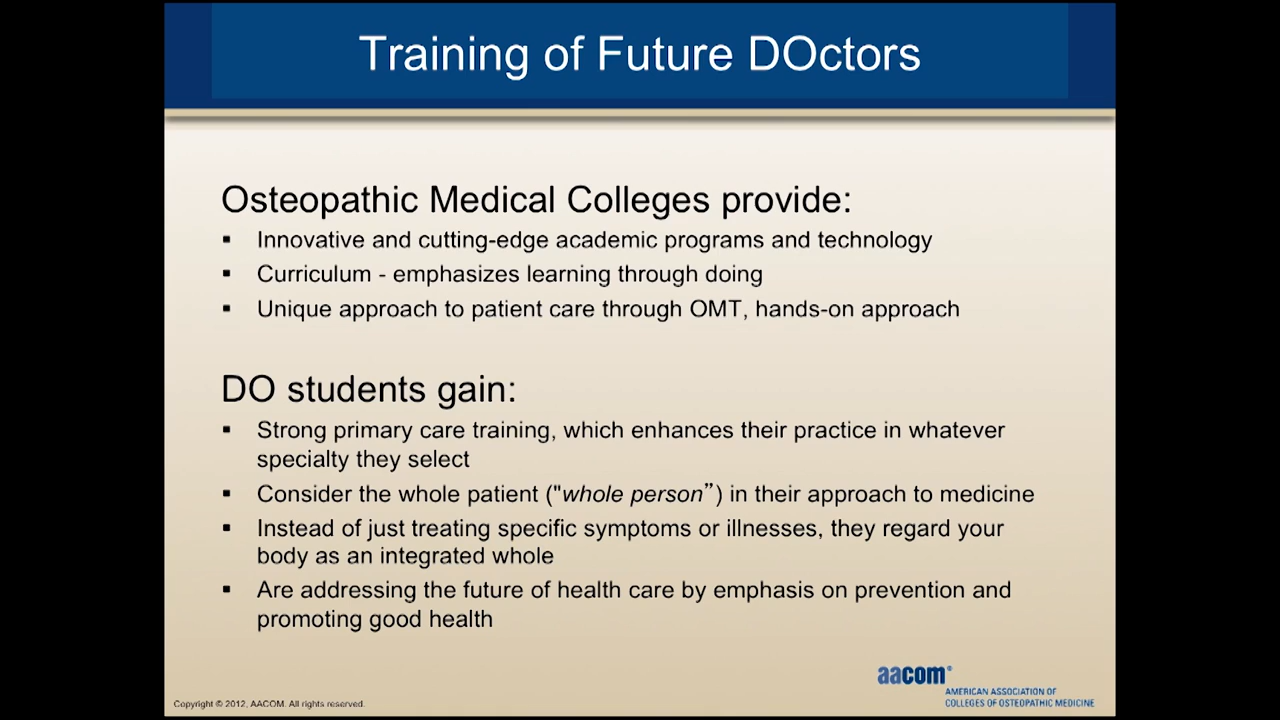 Training of Future DOctors
Osteopathic Medical Colleges provide:
▪ Innovative and cutting-edge academic programs and technology
▪ Curriculum - emphasizes learning through doing
▪ Unique approach to patient care through OMT, hands-on approach
DO students gain:
▪ Strong primary care training, which enhances their practice in whatever
specialty they select
▪ Consider the whole patient ("whole person”) in their approach to medicine
▪ Instead of just treating specific symptoms or illnesses, they regard your
body as an integrated whole
▪ Are addressing the future of health care by emphasis on prevention and
promoting good health
aacom®
AMERICAN ASSOCIATION OF
COLLEGES OF OSTEOPATHIC MEDICINE
Copyright © 2012, AACOM. All rights reserved.